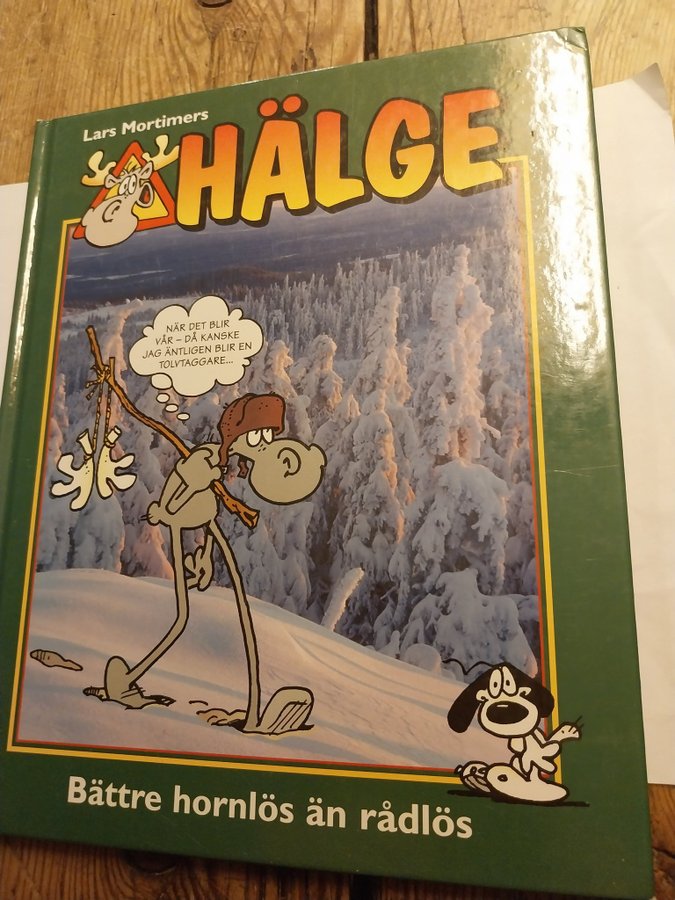 Lars Mortimers
HÄLGE
NÄR DET BLIR
VÅR – DÅ KANSKE
JAG ÄNTLIGEN BLIR EN
TOLVTAGGARE...
Bättre hornlös än rådlös